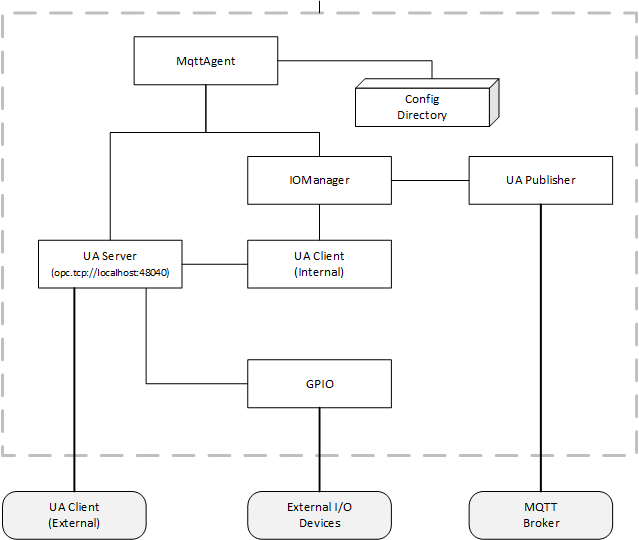 MqttAgent
Config
Directory
IOManager
UA Publisher
UA Server
(opc.tcp://localhost:48040)
UA Client
(Internal)
GPIO
UA Client
(External)
External I/O
Devices
MQTT
Broker